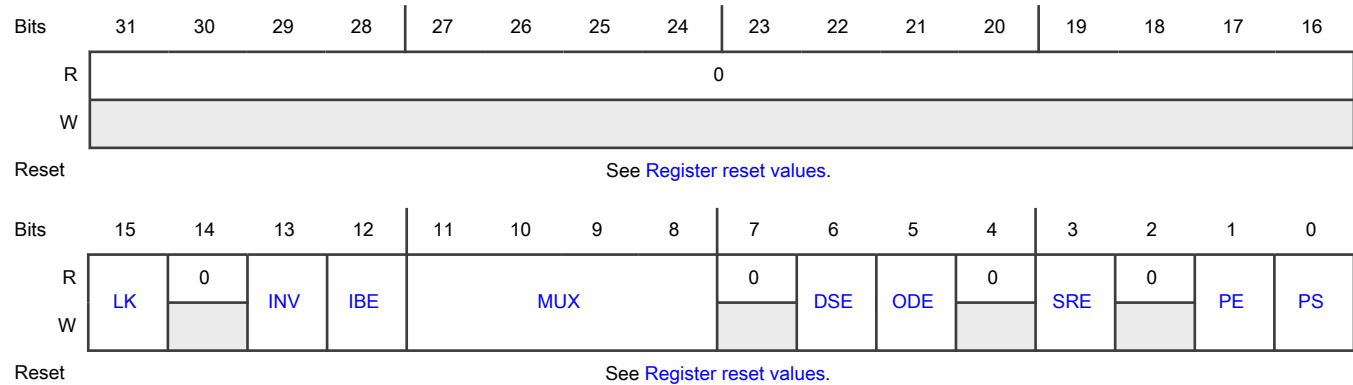 Bits 31 30 29 28 27 26 25 24 23 22 21 20 19 18 17 16
R 0
W
Reset See Register reset values.
Bits 15 14 13 12 11 10 9 8 7 6 5 4 3 2 1 0
R LK 0 INV IBE MUX 0 DSE ODE 0 SRE 0 PE PS
W
Reset See Register reset values.